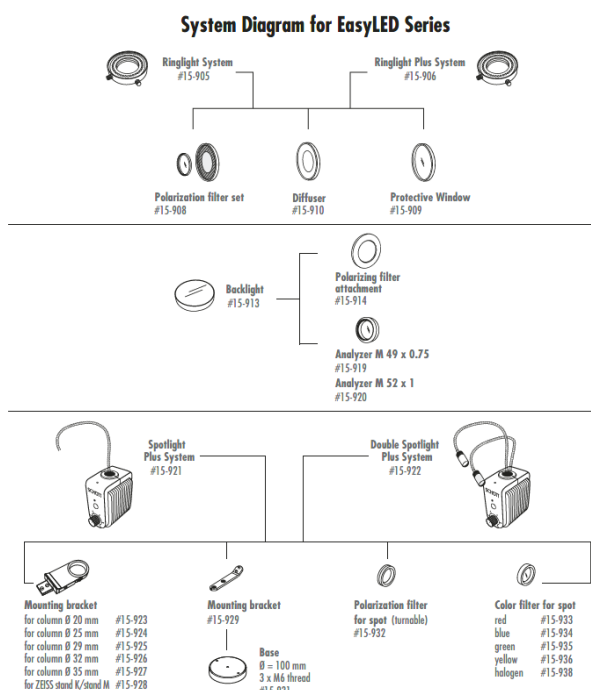 System Diagram for EasyLED Series
Ringlight System
#15-905
Ringlight Plus System
#15-906
Polarization filter set
#15-908
Diffuser
#15-910
Protective Window
#15-909
Backlight
#15-913
Polarizing filter
attachment
#15-914
Analyzer M 49 x 0.75
#15-919
Analyzer M 52 x 1
#15-920
Spotlight
Plus System
#15-921
Double Spotlight
Plus System
#15-922
SCHOTT
SCHOTT
Mounting bracket
for column Ø 20 mm #15-923
for column Ø 25 mm #15-924
for column Ø 29 mm #15-925
for column Ø 32 mm #15-926
for column Ø 35 mm #15-927
for ZEISS stand K/stand M #15-928
Mounting bracket
#15-929
Base
Ø = 100 mm
3 x M6 thread
#15-931
Polarization filter
for spot (turnable)
#15-932
Color filter for spot
red #15-933
blue #15-934
green #15-935
yellow #15-936
halogen #15-938